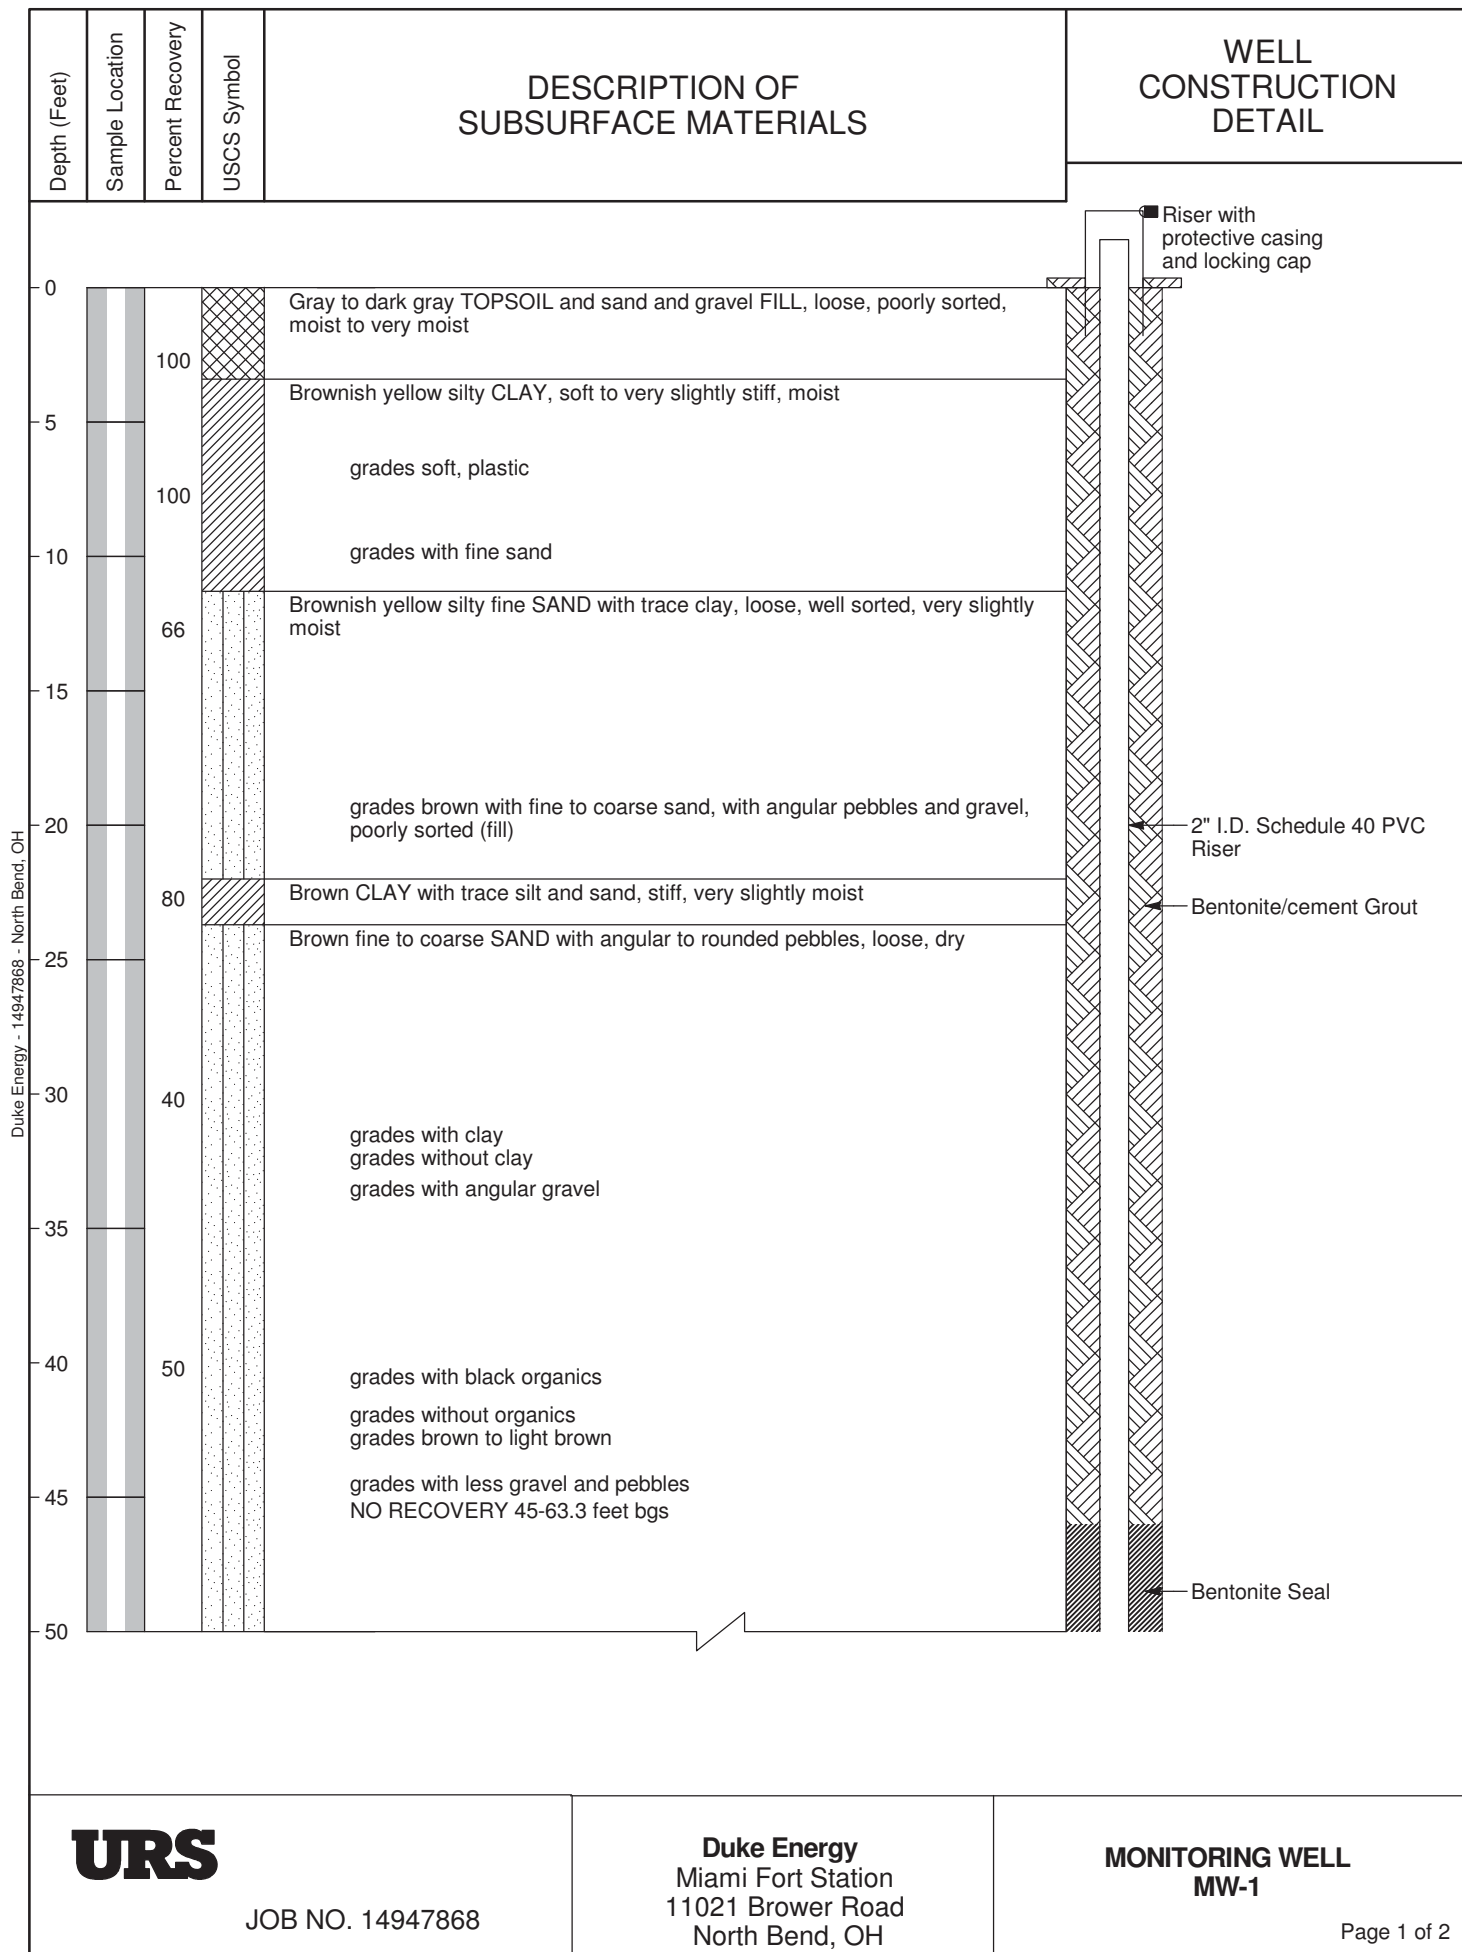 Depth (Feet)
Sample Location
Percent Recovery
USCS Symbol
DESCRIPTION OF
SUBSURFACE MATERIALS
WELL
CONSTRUCTION
DETAIL
Riser with
protective casing
and locking cap
0
Gray to dark gray TOPSOIL and sand and gravel FILL, loose, poorly sorted,
moist to very moist
100
Brownish yellow silty CLAY, soft to very slightly stiff, moist
5
grades soft, plastic
100
grades with fine sand
10
Brownish yellow silty fine SAND with trace clay, loose, well sorted, very slightly
moist
66
15
grades brown with fine to coarse sand, with angular pebbles and gravel,
poorly sorted (fill)
20
2" I.D. Schedule 40 PVC
Riser
Brown CLAY with trace silt and sand, stiff, very slightly moist
80
Bentonite/cement Grout
Brown fine to coarse SAND with angular to rounded pebbles, loose, dry
25
30
40
grades with clay
grades without clay
grades with angular gravel
35
40
50
grades with black organics
grades without organics
grades brown to light brown
grades with less gravel and pebbles
45
NO RECOVERY 45-63.3 feet bgs
Bentonite Seal
50
Duke Energy - 14947868 - North Bend, OH
URS
JOB NO. 14947868
Duke Energy
Miami Fort Station
11021 Brower Road
North Bend, OH
MONITORING WELL
MW-1
Page 1 of 2